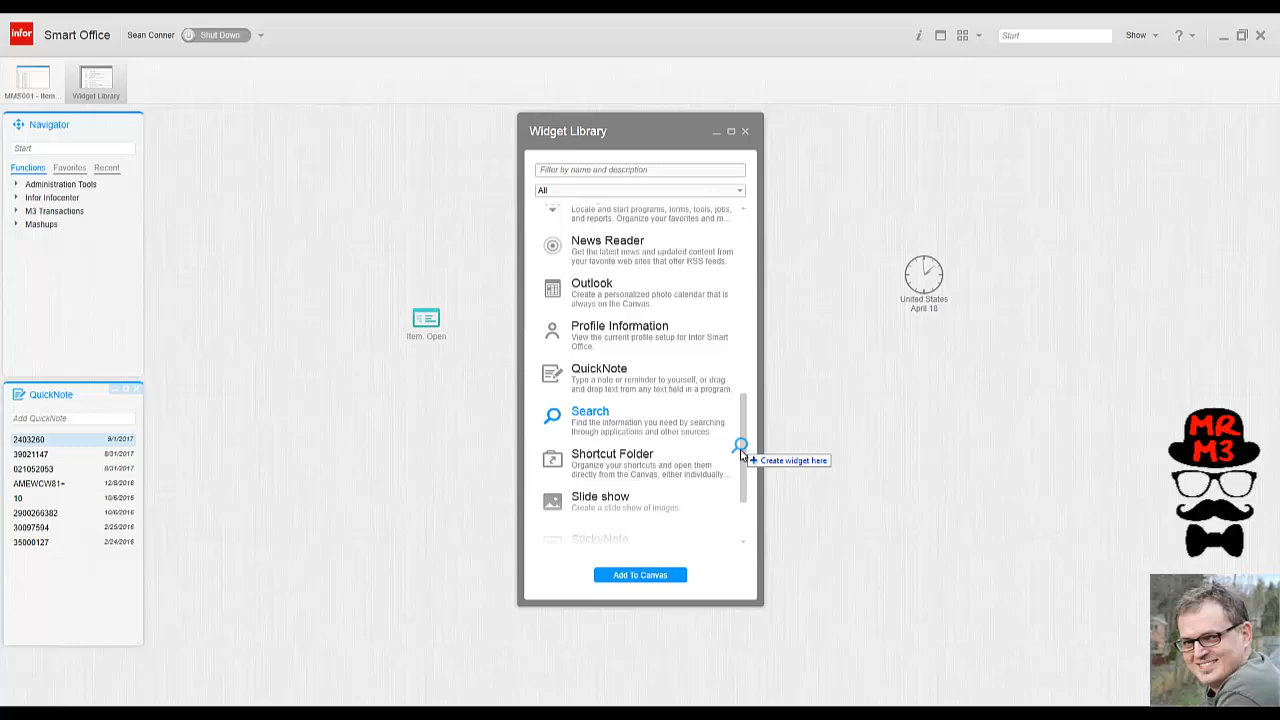 infor
Smart Office
Sean Conner
Shut Down
i
Start
Show
?
MMS001 - Item...
Widget Library
Navigator
Start
Functions
Favorites
Recent
Administration Tools
Infor Infocenter
M3 Transactions
Mashups
QuickNote
Add QuickNote
2403260 9/1/2017
39021147 8/31/2017
021052053 8/21/2017
AMEWCW81+ 12/8/2016
10 10/6/2016
2900266382 10/6/2016
30097594 2/25/2016
35000127 2/24/2016
Item. Open
Widget Library
Filter by name and description
All
Locate and start programs, forms, tools, jobs,
and reports. Organize your favorites and m...
News Reader
Get the latest news and updated content from
your favorite web sites that offer RSS feeds.
Outlook
Create a personalized photo calendar that is
always on the Canvas.
Profile Information
View the current profile setup for Infor Smart
Office.
QuickNote
Type a note or reminder to yourself, or drag
and drop text from any text field in a program.
Search
Find the information you need by searching
through applications and other sources.
Shortcut Folder
Organize your shortcuts and open them
directly from the Canvas, either individually...
Slide show
Create a slide show of images.
StickyNote
Add To Canvas
Create widget here
United States
April 18
MR
M3